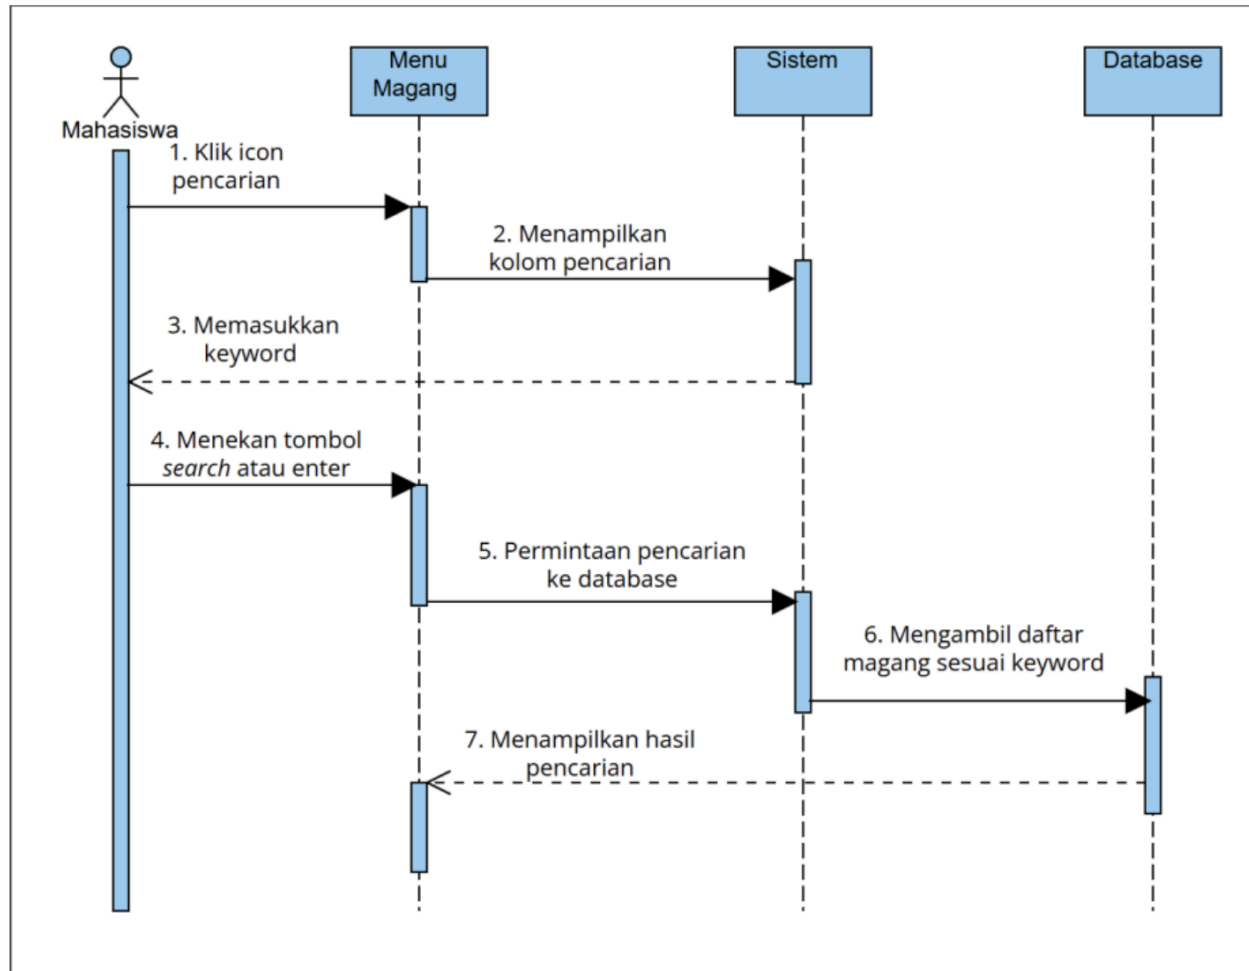 Menu
Magang
Sistem
Database
Mahasiswa
1. Klik icon
pencarian
2. Menampilkan
kolom pencarian
3. Memasukkan
keyword
4. Menekan tombol
search atau enter
5. Permintaan pencarian
ke database
6. Mengambil daftar
magang sesuai keyword
7. Menampilkan hasil
pencarian